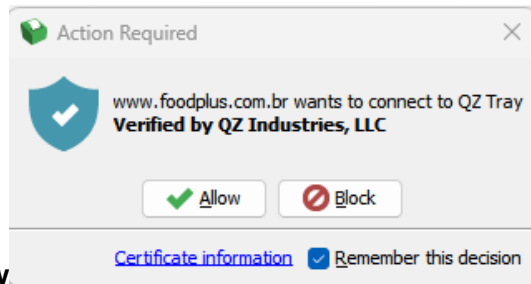 Action Required
www.foodplus.com.br wants to connect to QZ Tray
Verified by QZ Industries, LLC
Allow Block
Certificate information Remember this decision